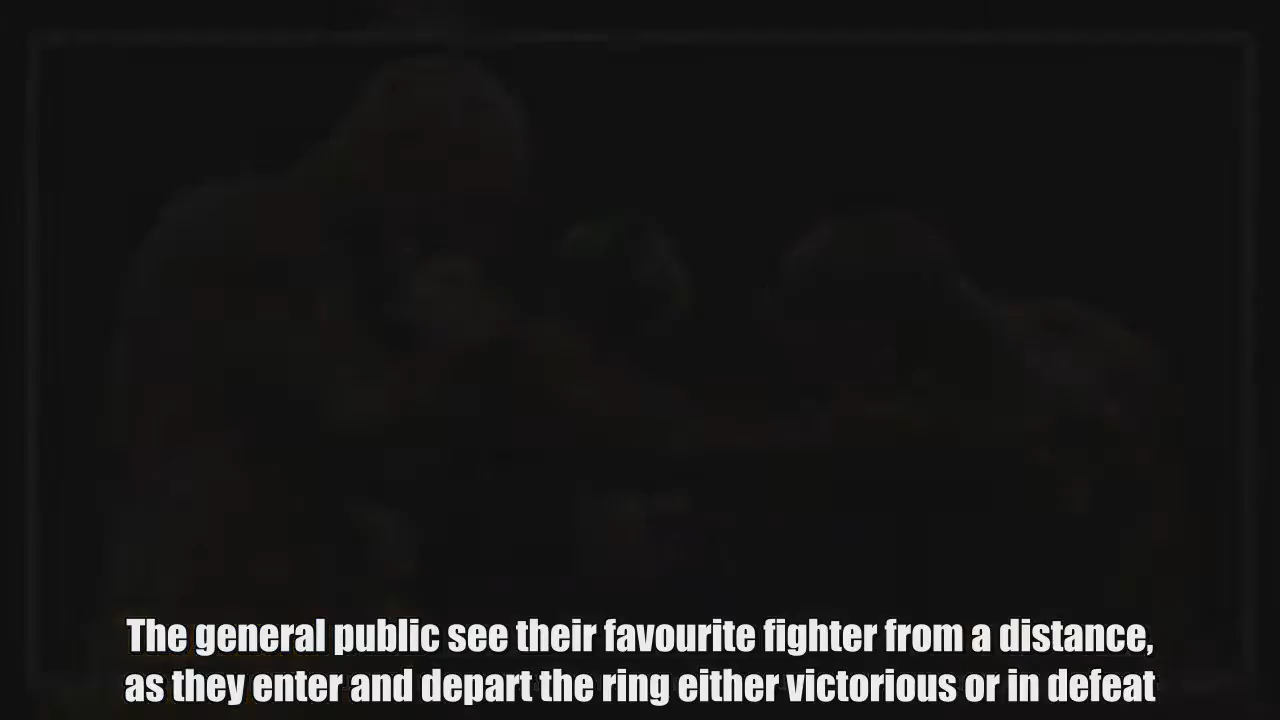 The general public see their favourite fighter from a distance,
as they enter and depart the ring either victorious or in defeat